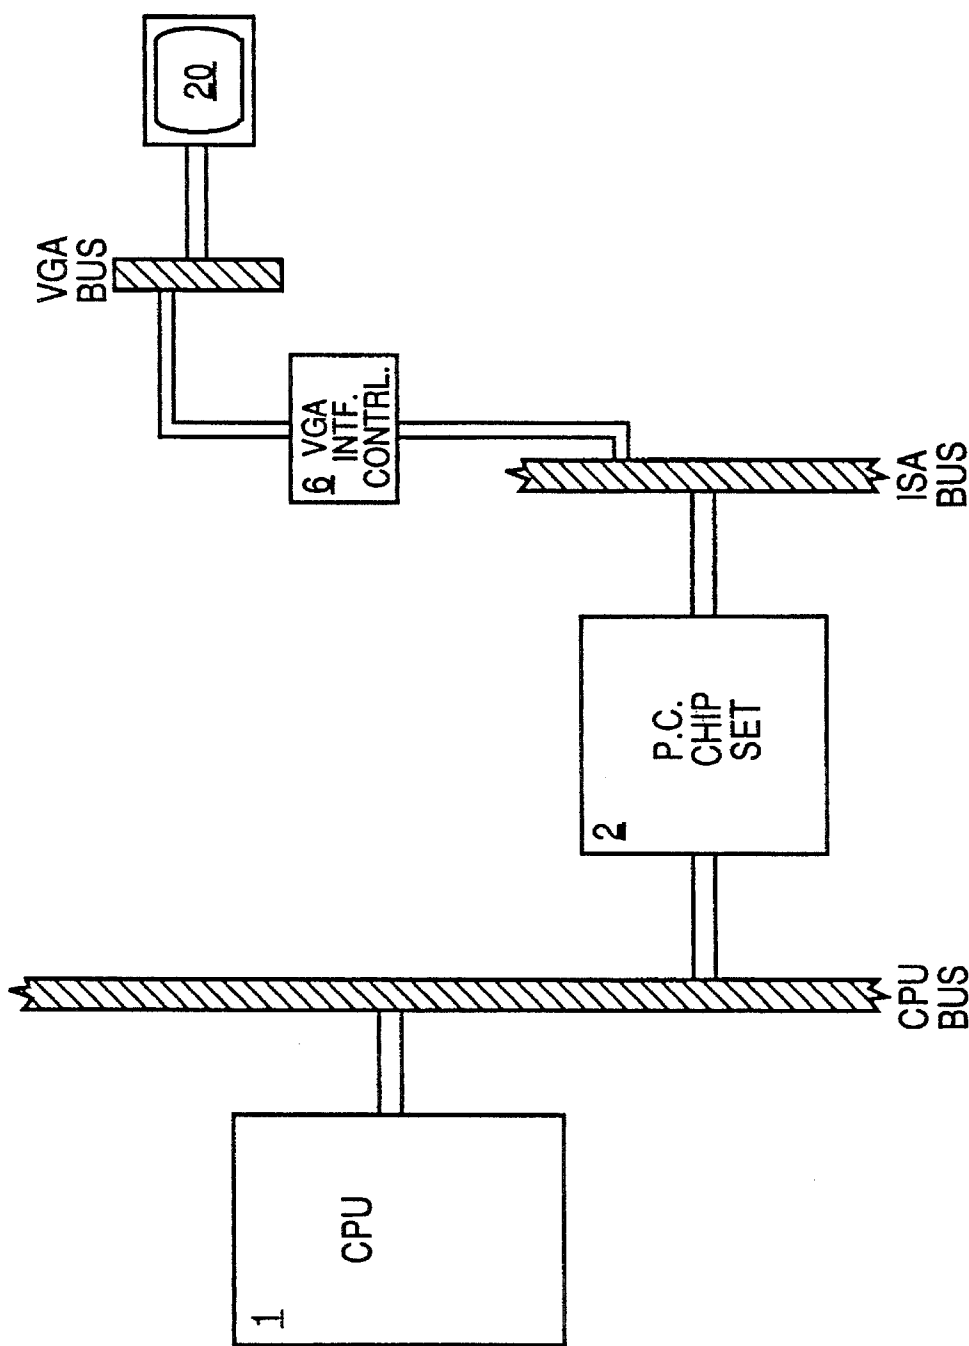 1
CPU
CPU
BUS
2
P.C.
CHIP
SET
ISA
BUS
6 VGA
INTF.
CONTRL.
VGA
BUS
20